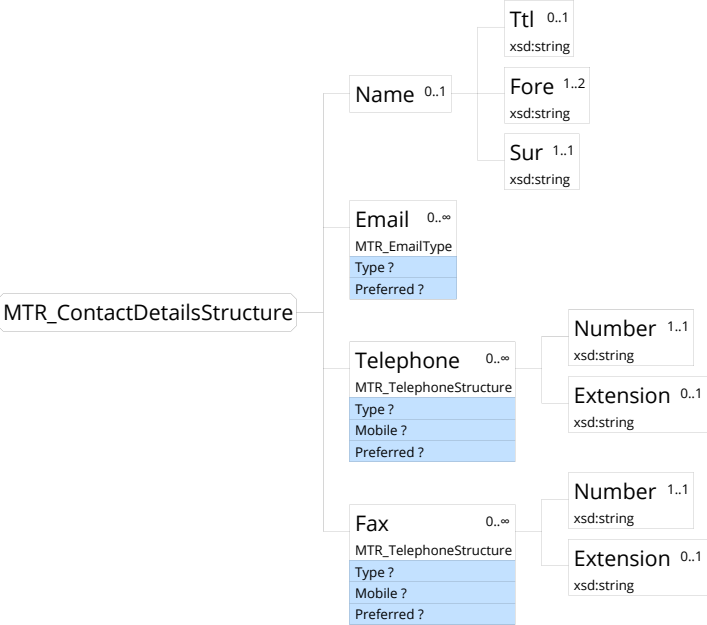 MTR_ContactDetailsStructure
Name 0..1
Ttl 0..1
xsd:string
Fore 1..2
xsd:string
Sur 1..1
xsd:string
Email 0..∞
MTR_EmailType
Type ?
Preferred ?
Telephone 0..∞
MTR_TelephoneStructure
Type ?
Mobile ?
Preferred ?
Number 1..1
xsd:string
Extension 0..1
xsd:string
Fax 0..∞
MTR_TelephoneStructure
Type ?
Mobile ?
Preferred ?
Number 1..1
xsd:string
Extension 0..1
xsd:string